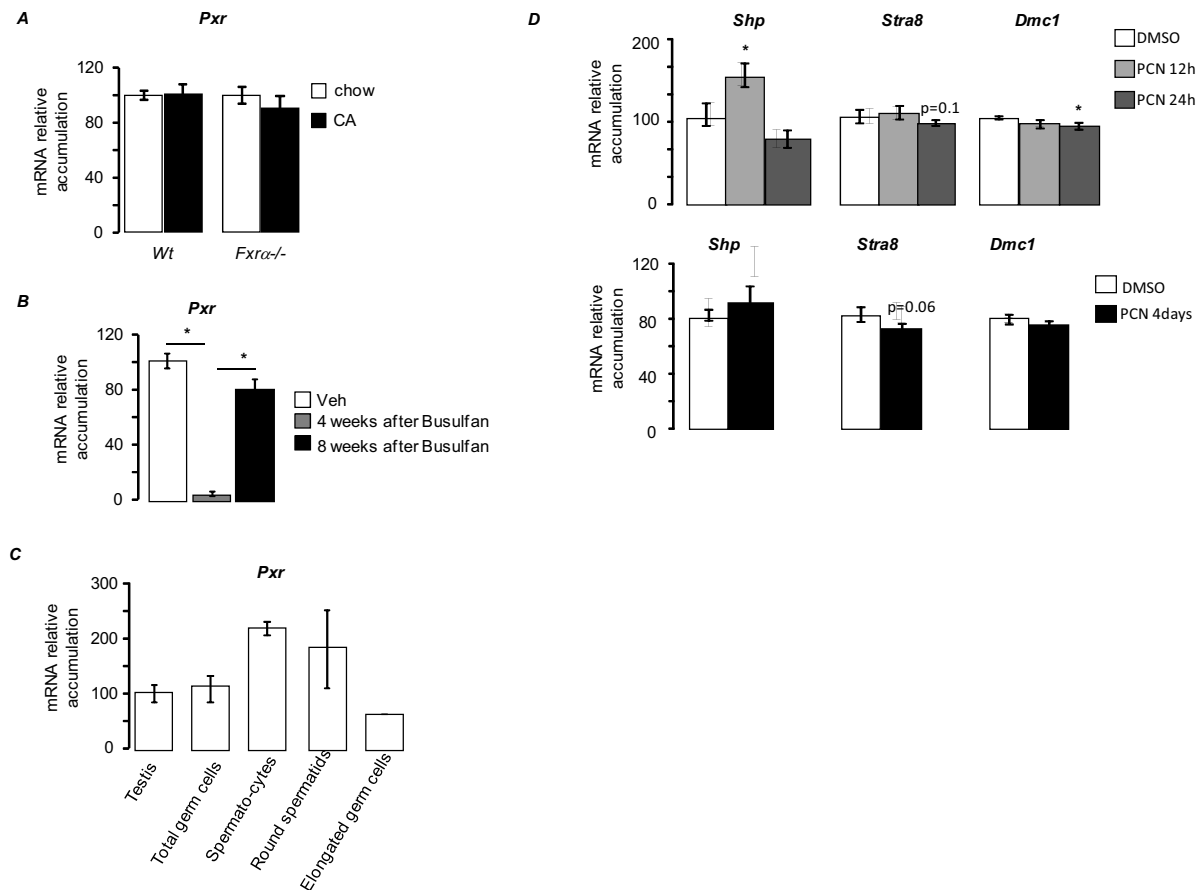 A
Pxr
mRNA relative
accumulation
120
80
40
0
chow
CA
Wt
Fxrα-/-
B
Pxr
mRNA relative
accumulation
120
80
40
0
*
*
Veh
4 weeks after Busulfan
8 weeks after Busulfan
C
Pxr
mRNA relative
accumulation
300
200
100
0
Testis
Total germ cells
Spermato-cytes
Round spermatids
Elongated germ cells
D
Shp
Stra8
Dmc1
mRNA relative
accumulation
200
100
0
*
p=0.1
*
DMSO
PCN 12h
PCN 24h
Shp
Stra8
Dmc1
mRNA relative
accumulation
120
80
40
0
p=0.06
DMSO
PCN 4days